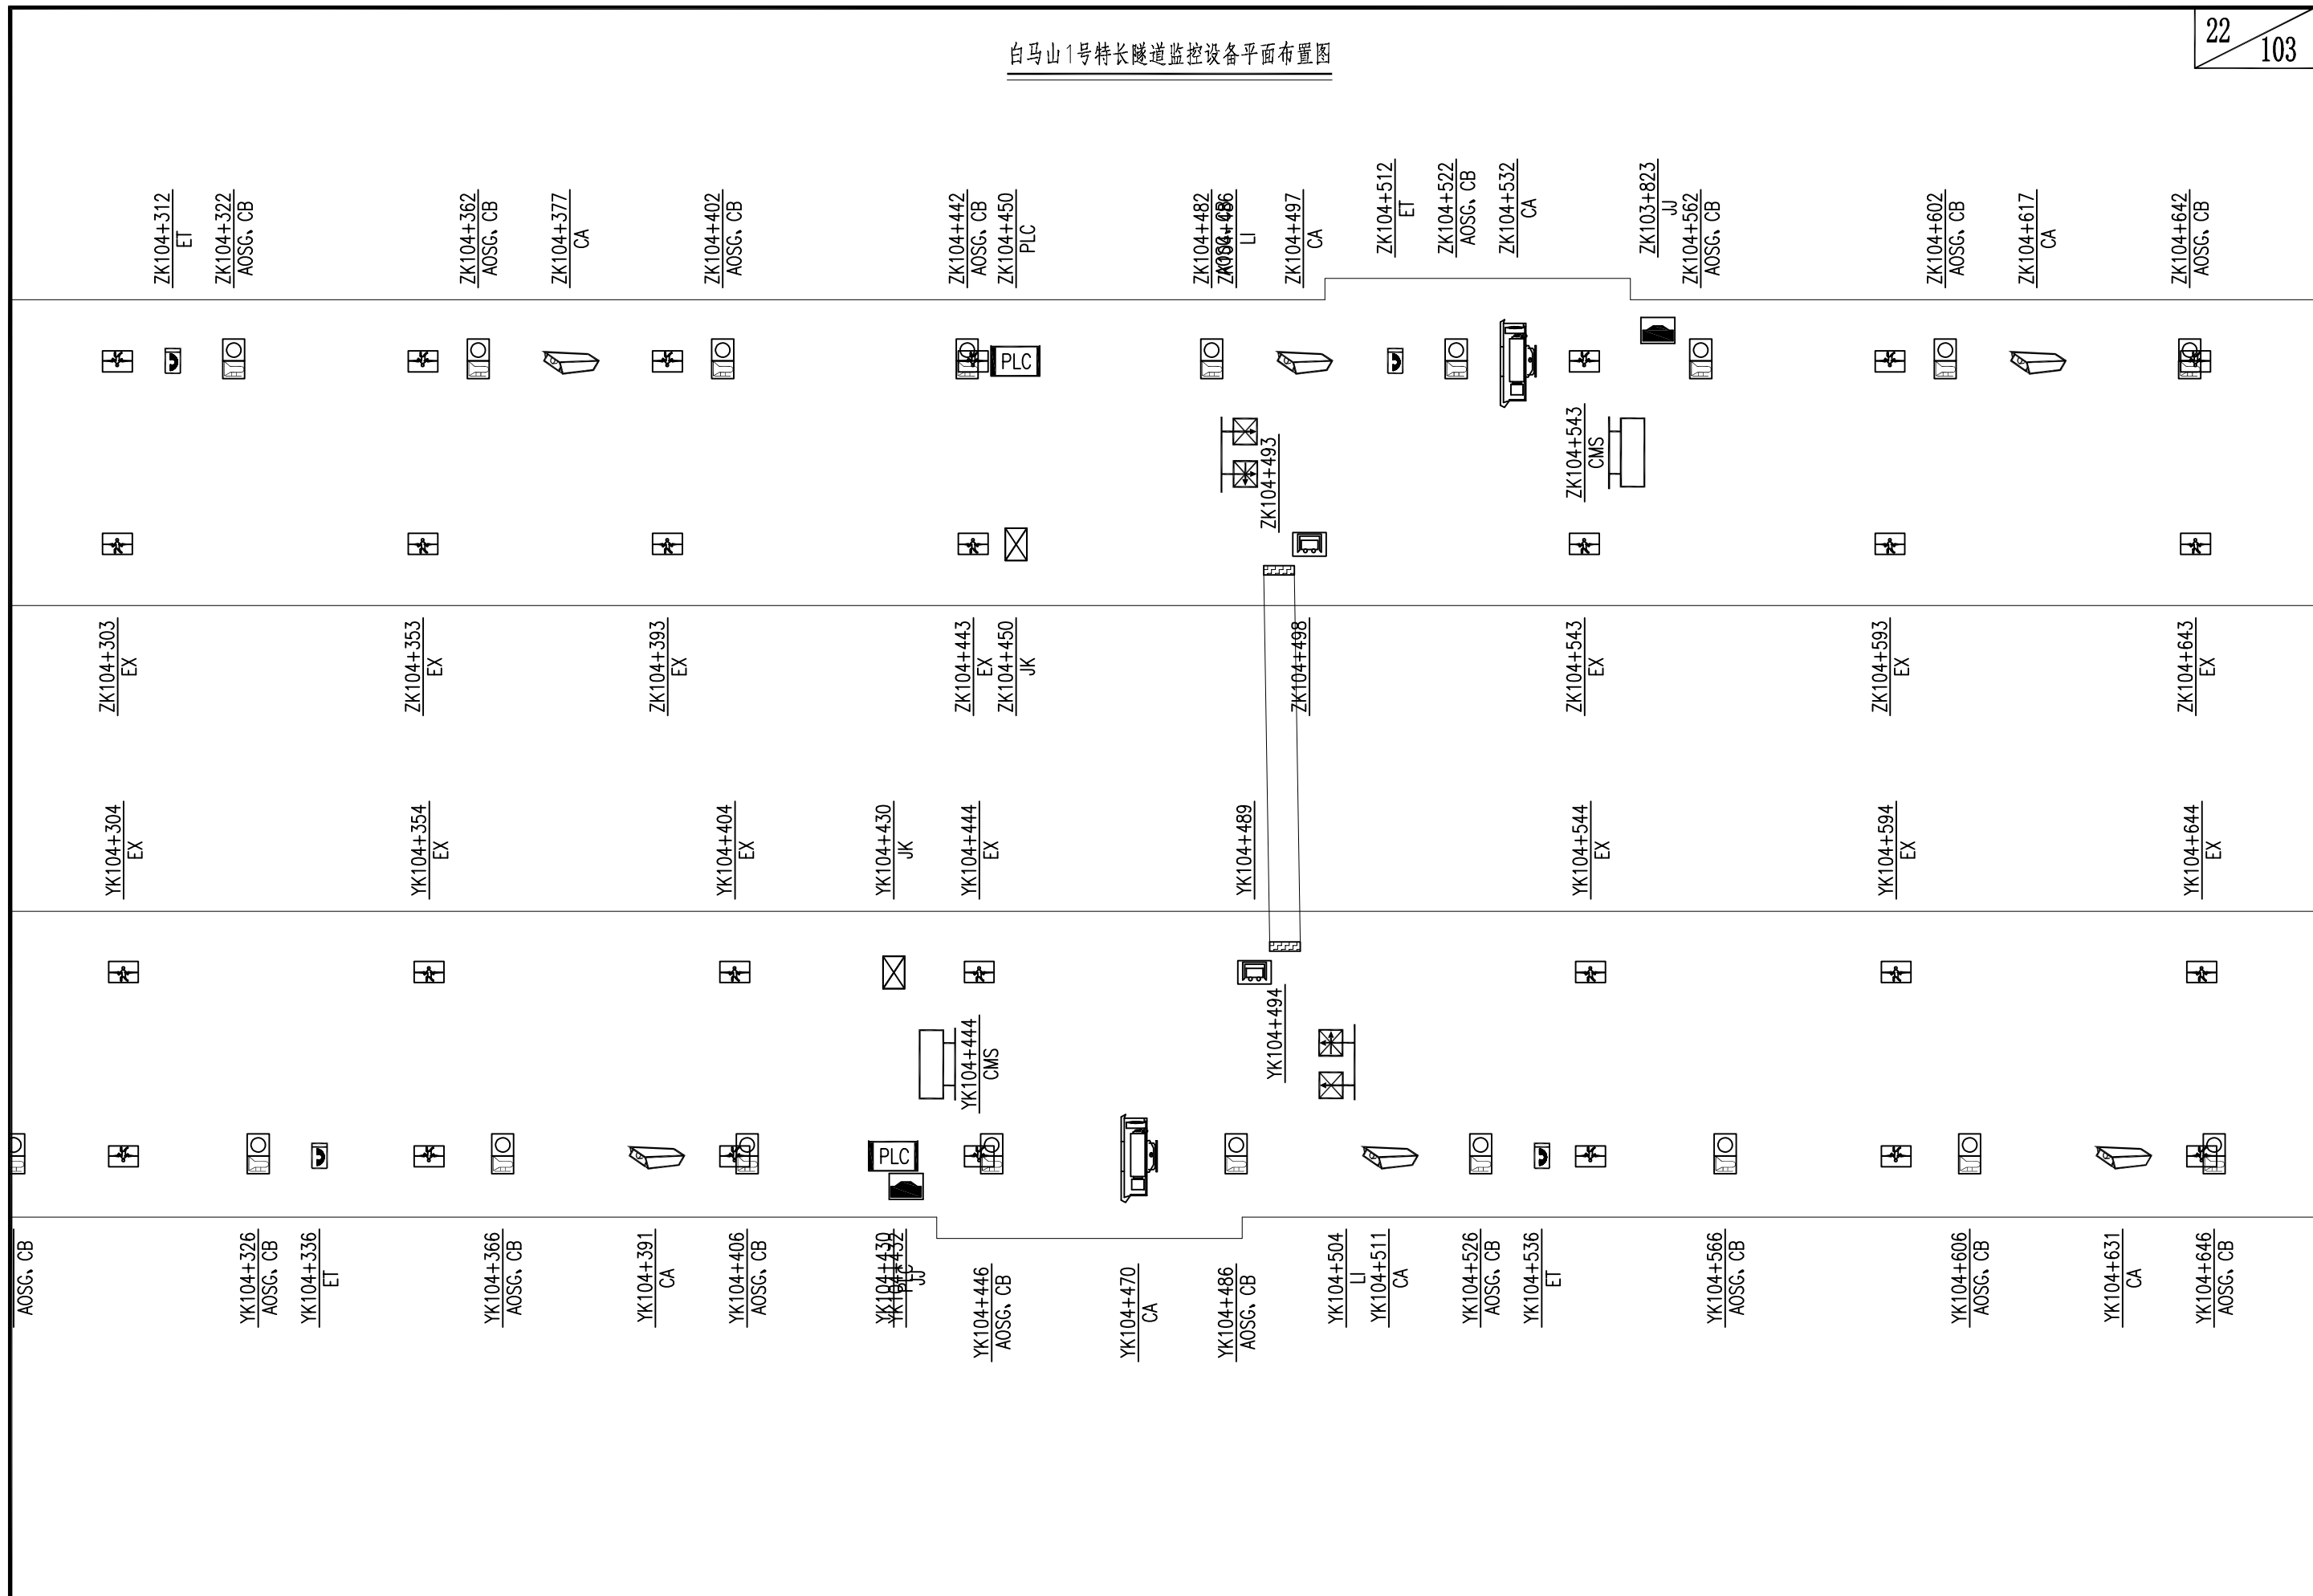 22
103
白马山1号特长隧道监控设备平面布置图
ZK104+312
ET
ZK104+322
AOSG、CB
ZK104+362
AOSG、CB
ZK104+377
CA
ZK104+402
AOSG、CB
ZK104+442
AOSG、CB
ZK104+450
PLC
ZK104+482
AOSG、CB
ZK104+486
LI
ZK104+497
CA
ZK104+512
ET
ZK104+522
AOSG、CB
ZK104+532
CA
ZK103+823
JJ
ZK104+562
AOSG、CB
ZK104+602
AOSG、CB
ZK104+617
CA
ZK104+642
AOSG、CB
PLC
ZK104+493
ZK104+543
CMS
ZK104+303
EX
ZK104+353
EX
ZK104+393
EX
ZK104+443
EX
ZK104+450
JK
ZK104+498
ZK104+543
EX
ZK104+593
EX
ZK104+643
EX
YK104+304
EX
YK104+354
EX
YK104+404
EX
YK104+430
JK
YK104+444
EX
YK104+489
YK104+544
EX
YK104+594
EX
YK104+644
EX
YK104+444
CMS
YK104+494
PLC
AOSG、CB
YK104+326
AOSG、CB
YK104+336
ET
YK104+366
AOSG、CB
YK104+391
CA
YK104+406
AOSG、CB
YK104+430
PLC
YK104+432
JJ
YK104+446
AOSG、CB
YK104+470
CA
YK104+486
AOSG、CB
YK104+504
LI
YK104+511
CA
YK104+526
AOSG、CB
YK104+536
ET
YK104+566
AOSG、CB
YK104+606
AOSG、CB
YK104+631
CA
YK104+646
AOSG、CB